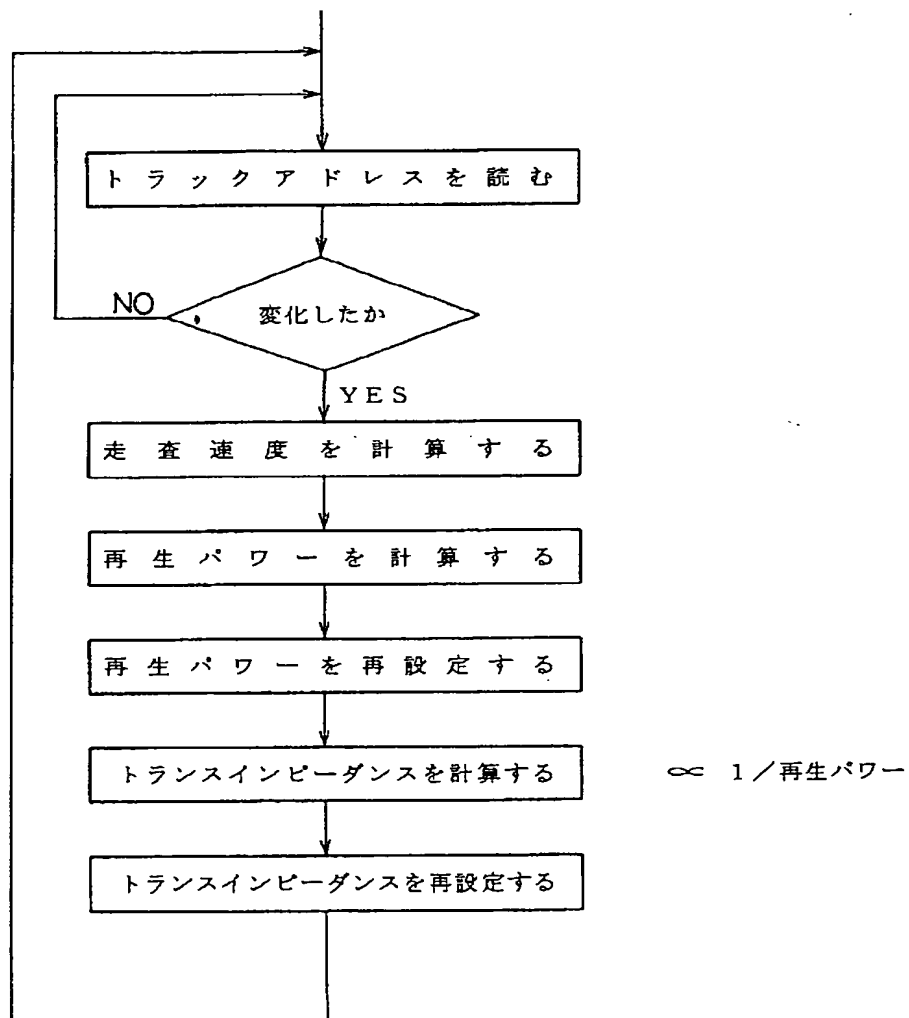 トラックアドレスを読む
変化したか
NO
YES
走査速度を計算する
再生パワーを計算する
再生パワーを再設定する
トランスインピーダンスを計算する
∝ 1/再生パワー
トランスインピーダンスを再設定する